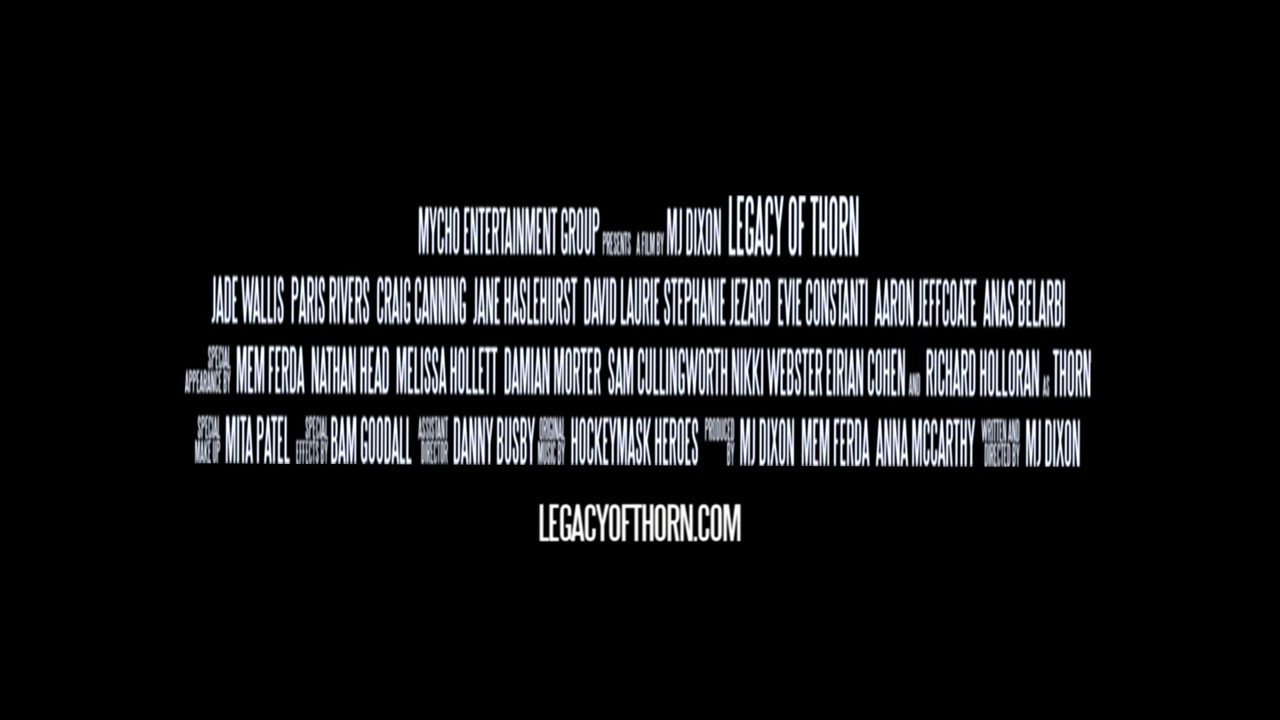 MYCHO ENTERTAINMENT GROUP PRESENTS A FILM BY MJ DIXON LEGACY OF THORN
JADE WALLIS PARIS RIVERS CRAIG CANNING JANE HASLEHURST DAVID LAURIE STEPHANIE JEZARD EVIE CONSTANTI AARON JEFFCOATE ANAS BELARBI
SPECIAL APPEARANCE BY MEM FERDA NATHAN HEAD MELISSA HOLLETT DAMIAN MORTER SAM CULLINGWORTH NIKKI WEBSTER EIRIAN COHEN AND RICHARD HOLLORAN AS THORN
SPECIAL MAKE UP MITA PATEL SPECIAL EFFECTS BY BAM GOODALL ASSISTANT DIRECTOR DANNY BUSBY ORIGINAL MUSIC BY HOCKEYMASK HEROES PRODUCED BY MJ DIXON MEM FERDA ANNA MCCARTHY WRITTEN AND DIRECTED BY MJ DIXON
LEGACYOFTHORN.COM